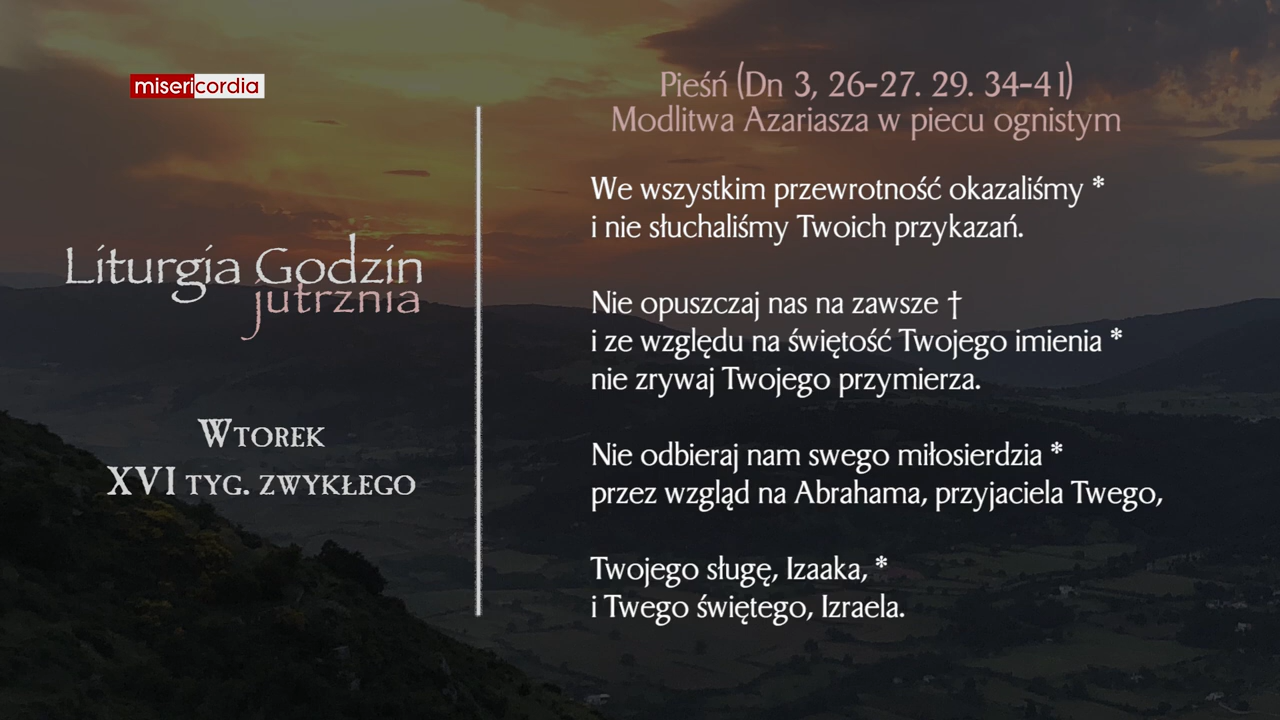 misericordia
Liturgia Godzin
jutrznia
Wtorek
XVI tyg. zwykłego
Pieśń (Dn 3, 26-27. 29. 34-41)
Modlitwa Azariasza w piecu ognistym
We wszystkim przewrotność okazaliśmy *
i nie słuchaliśmy Twoich przykazań.
Nie opuszczaj nas na zawsze †
i ze względu na świętość Twojego imienia *
nie zrywaj Twojego przymierza.
Nie odbieraj nam swego miłosierdzia *
przez wzgląd na Abrahama, przyjaciela Twego,
Twojego sługę, Izaaka, *
i Twego świętego, Izraela.